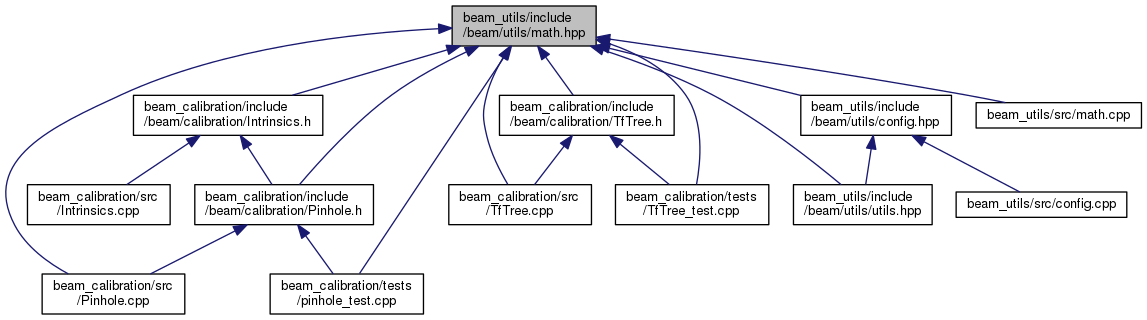 beam_utils/include
/beam/utils/math.hpp
beam_calibration/include
/beam/calibration/Intrinsics.h
beam_calibration/include
/beam/calibration/TfTree.h
beam_utils/include
/beam/utils/config.hpp
beam_utils/src/math.cpp
beam_calibration/src
/Intrinsics.cpp
beam_calibration/include
/beam/calibration/Pinhole.h
beam_calibration/src
/TfTree.cpp
beam_calibration/tests
/TfTree_test.cpp
beam_utils/include
/beam/utils/utils.hpp
beam_utils/src/config.cpp
beam_calibration/src
/Pinhole.cpp
beam_calibration/tests
/pinhole_test.cpp